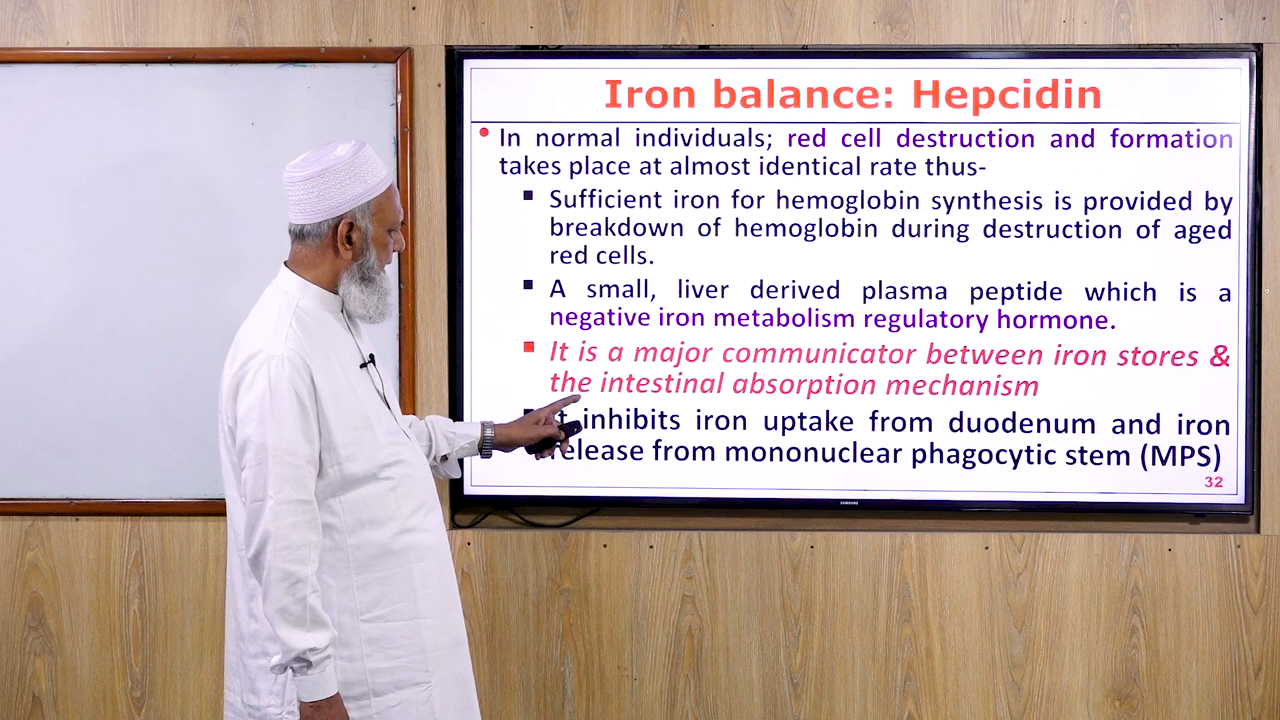 Iron balance: Hepcidin
In normal individuals; red cell destruction and formation
takes place at almost identical rate thus-
Sufficient iron for hemoglobin synthesis is provided by
breakdown of hemoglobin during destruction of aged
red cells.
A small, liver derived plasma peptide which is a
negative iron metabolism regulatory hormone.
It is a major communicator between iron stores &
the intestinal absorption mechanism
It inhibits iron uptake from duodenum and iron
release from mononuclear phagocytic stem (MPS)
32
SAMSUNG